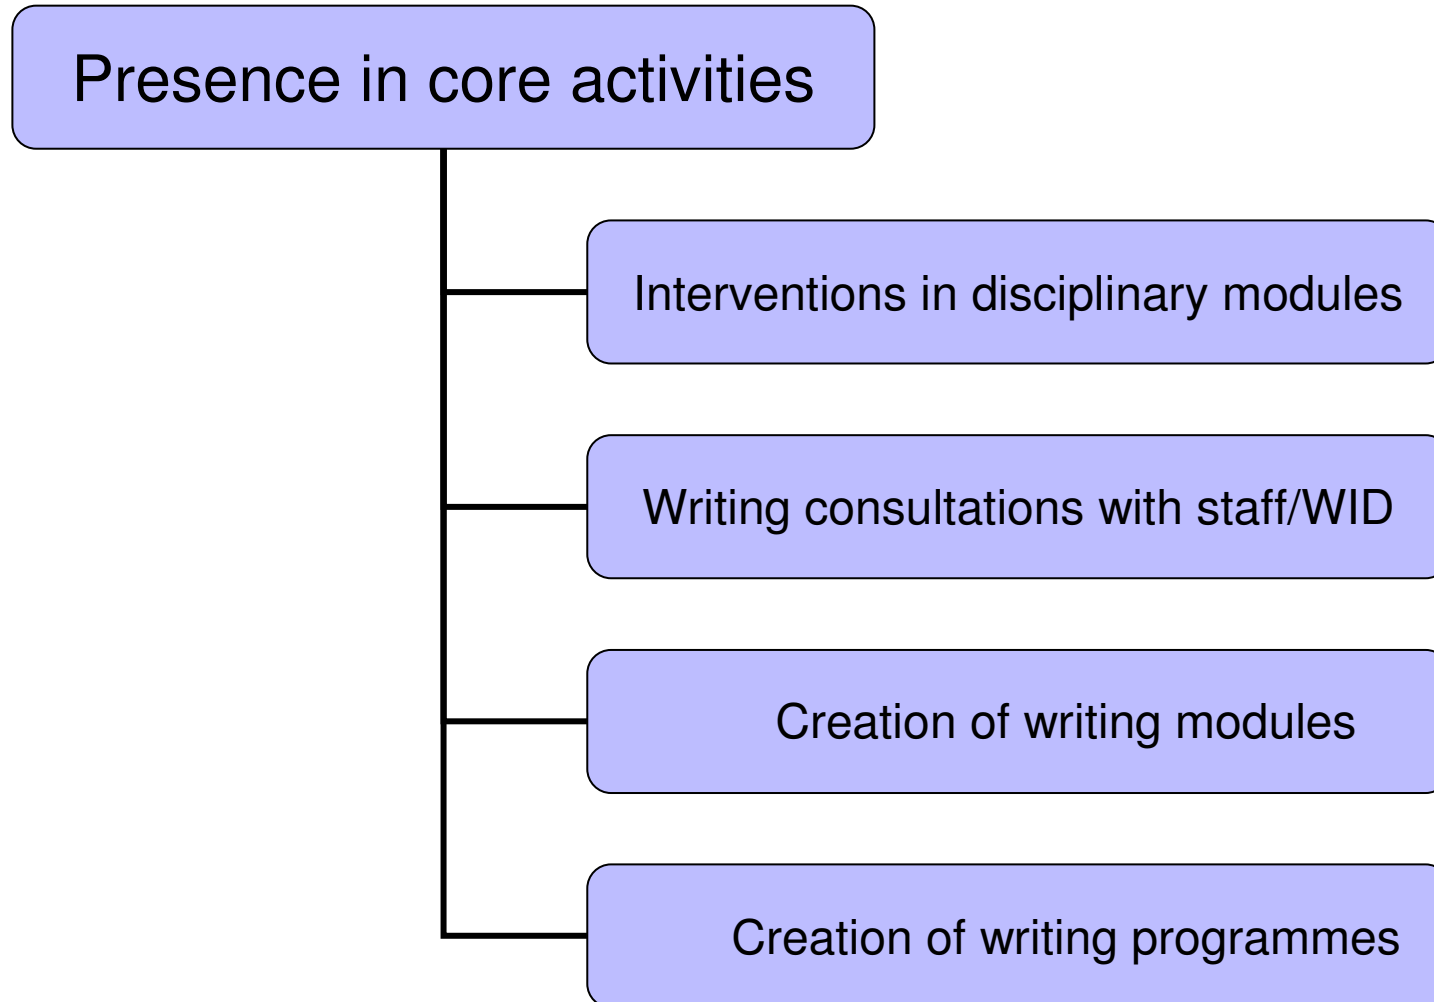 Presence in core activities
Interventions in disciplinary modules
Writing consultations with staff/WID
Creation of writing modules
Creation of writing programmes